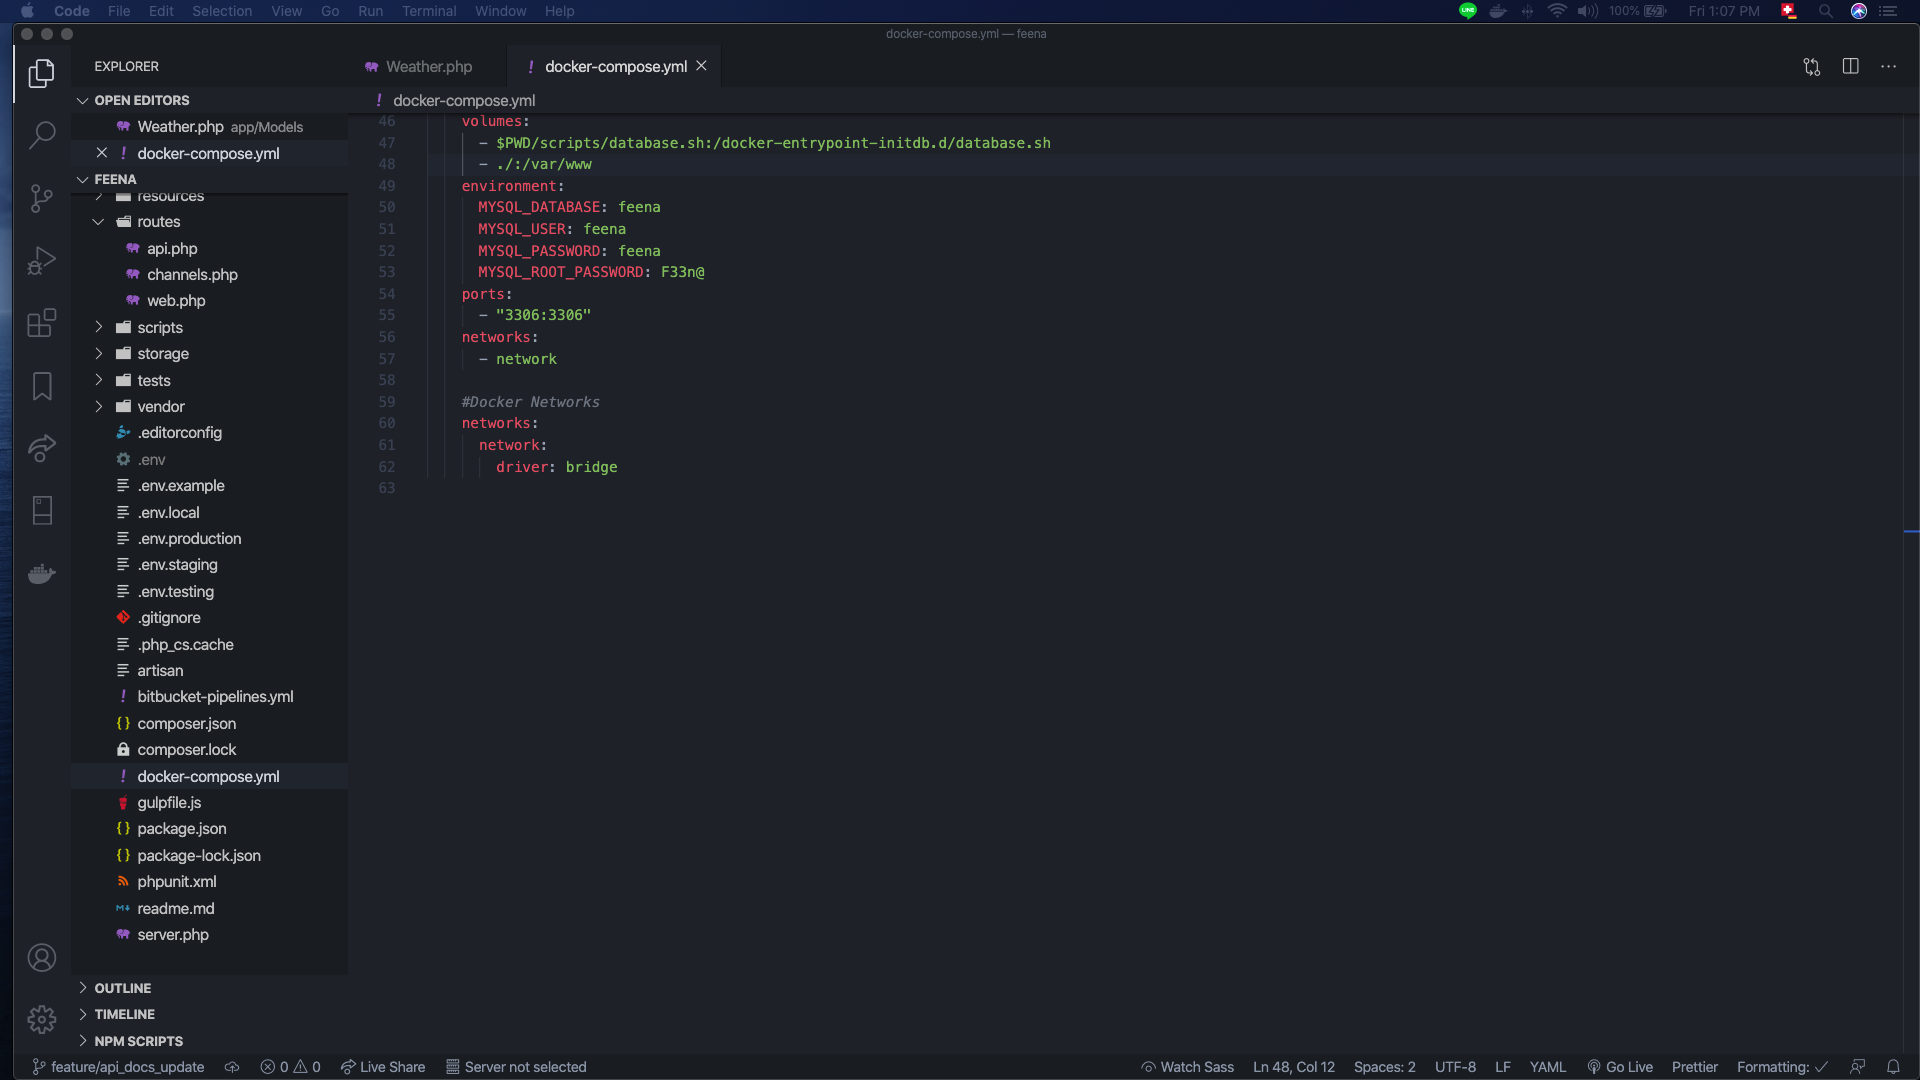 Code File Edit Selection View Go Run Terminal Window Help
LINE 100% Fri 1:07 PM
docker-compose.yml — feena
EXPLORER
Weather.php
! docker-compose.yml
OPEN EDITORS
! docker-compose.yml
Weather.php app/Models
! docker-compose.yml
FEENA
resources
routes
api.php
channels.php
web.php
scripts
storage
tests
vendor
.editorconfig
.env
.env.example
.env.local
.env.production
.env.staging
.env.testing
.gitignore
.php_cs.cache
artisan
! bitbucket-pipelines.yml
{} composer.json
composer.lock
! docker-compose.yml
gulpfile.js
{} package.json
{} package-lock.json
phpunit.xml
readme.md
server.php
OUTLINE
TIMELINE
NPM SCRIPTS
46 volumes:
47 - $PWD/scripts/database.sh:/docker-entrypoint-initdb.d/database.sh
48 - ./:/var/www
49 environment:
50 MYSQL_DATABASE: feena
51 MYSQL_USER: feena
52 MYSQL_PASSWORD: feena
53 MYSQL_ROOT_PASSWORD: F33n@
54 ports:
55 - "3306:3306"
56 networks:
57 - network
58
59 #Docker Networks
60 networks:
61 network:
62 driver: bridge
63
feature/api_docs_update 0 0 Live Share Server not selected Watch Sass Ln 48, Col 12 Spaces: 2 UTF-8 LF YAML Go Live Prettier Formatting: ✓